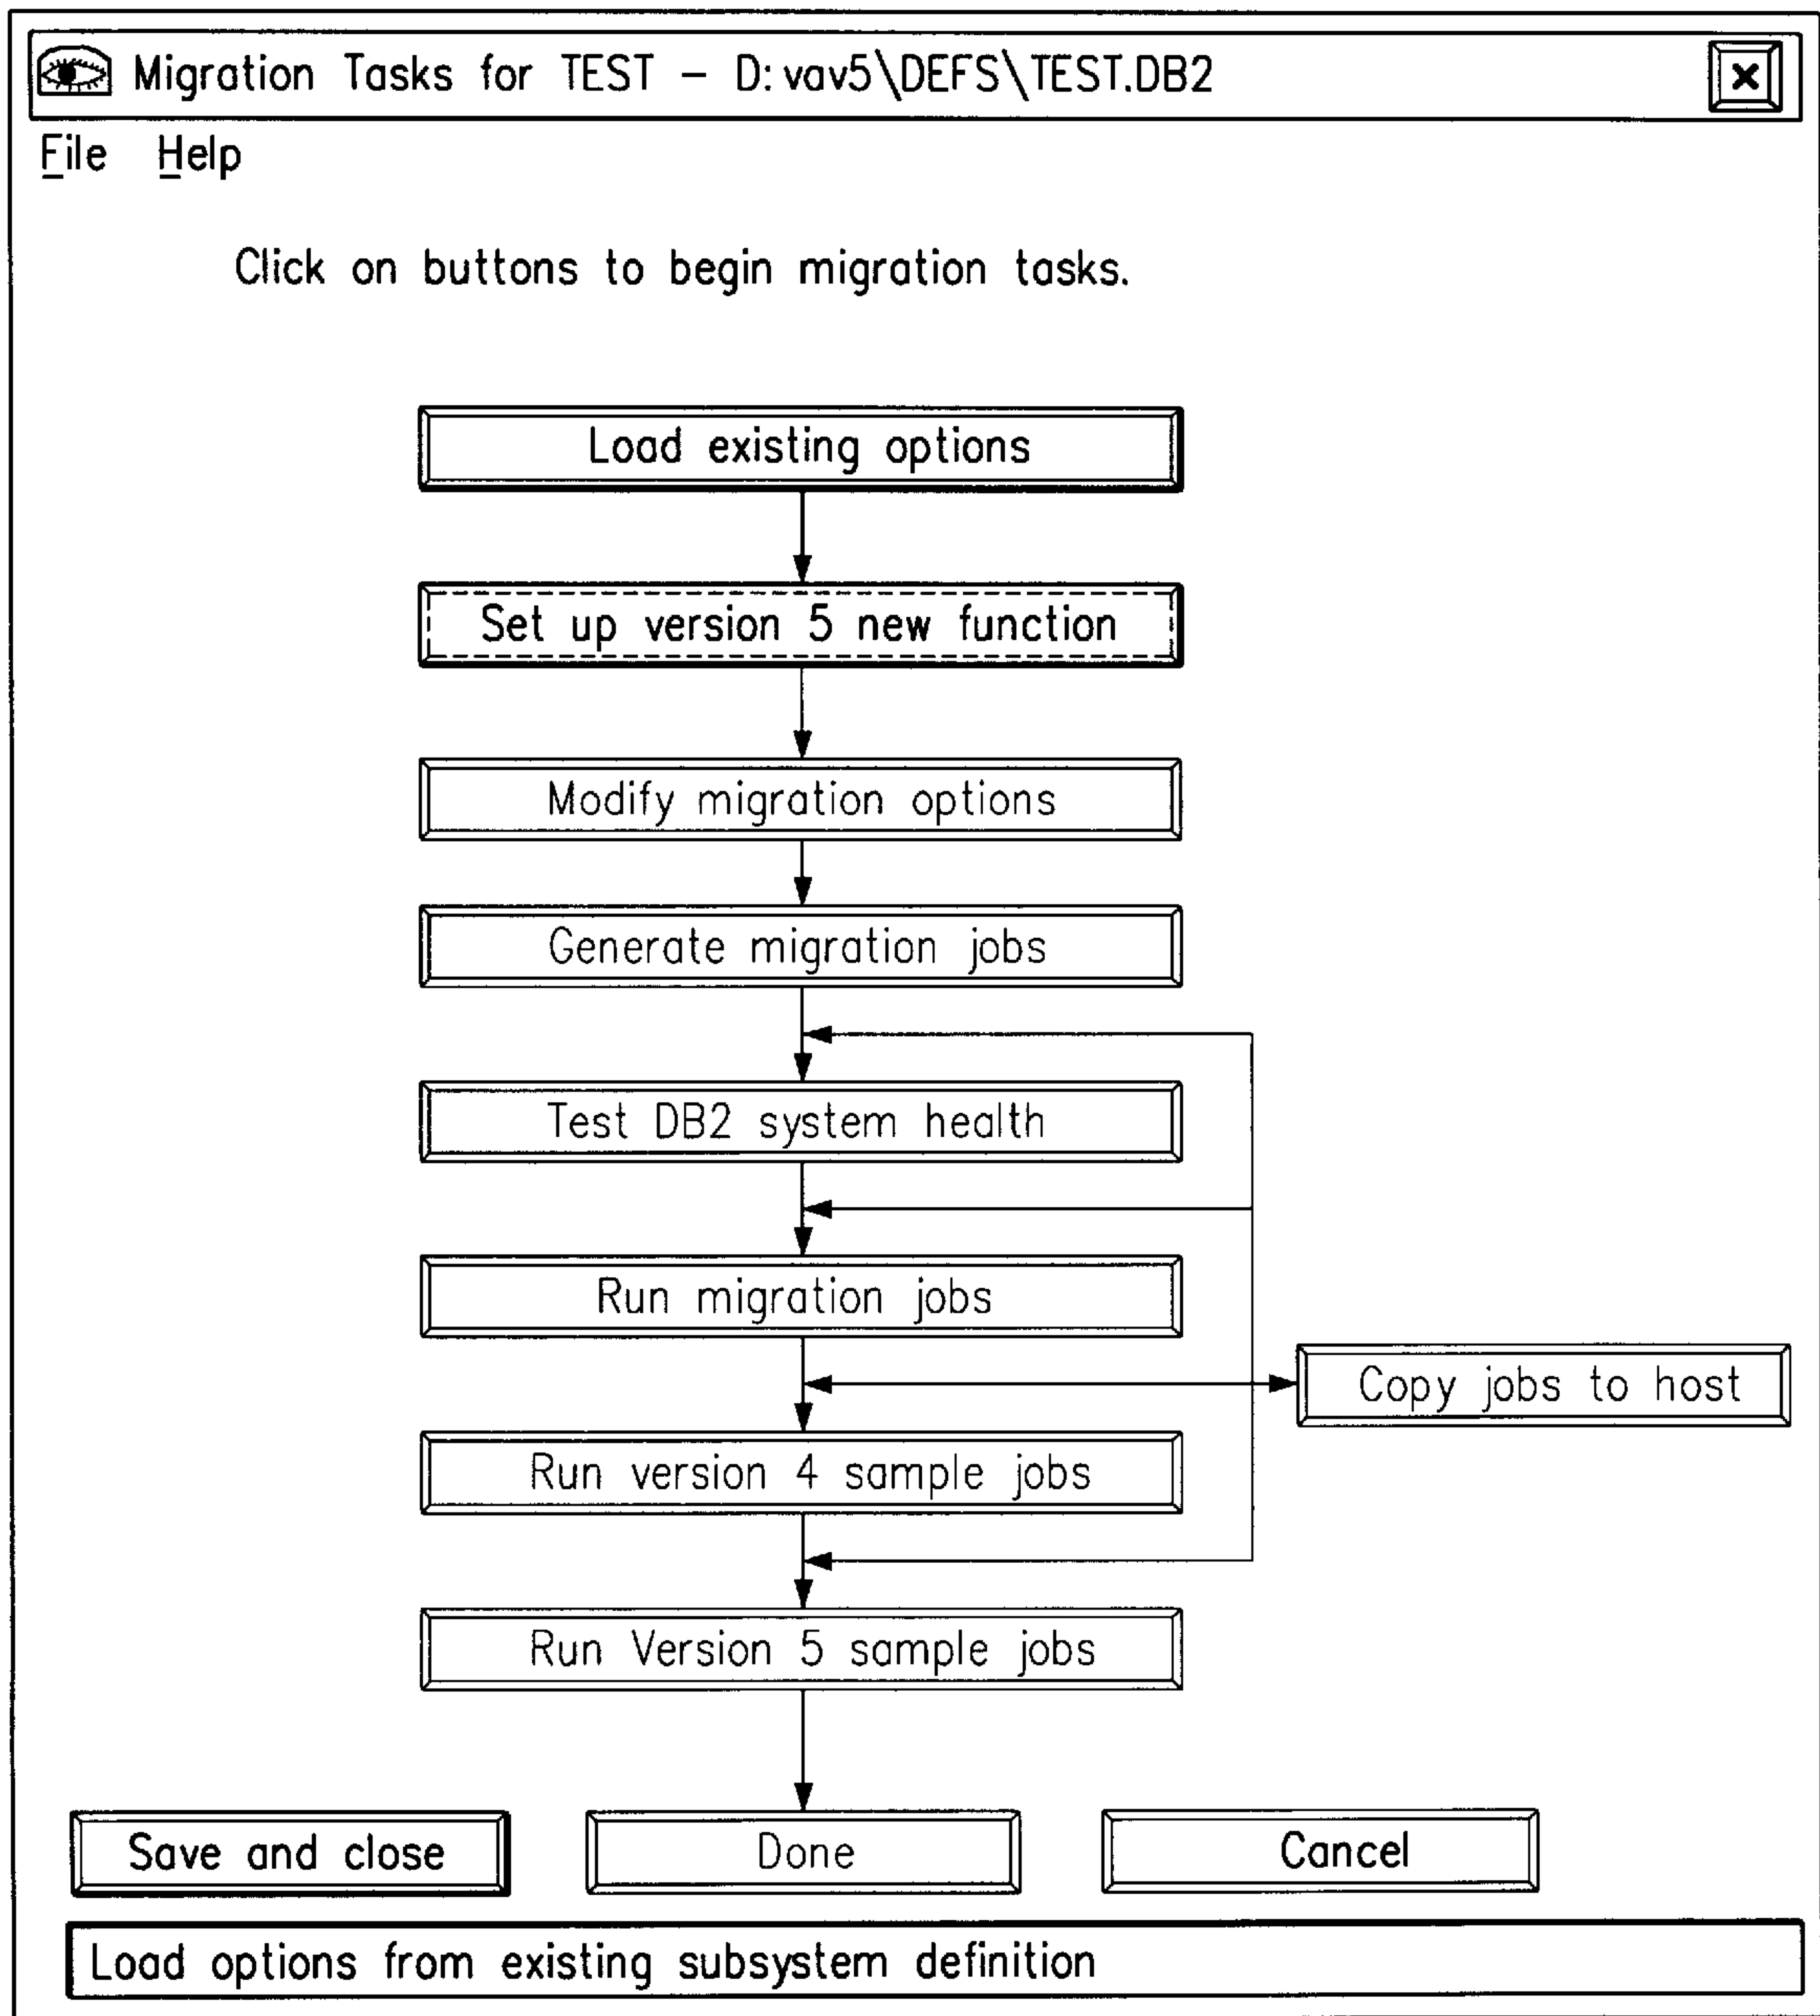 Migration Tasks for TEST - D:vav5\DEFS\TEST.DB2
File Help
Click on buttons to begin migration tasks.
Load existing options
Set up version 5 new function
Modify migration options
Generate migration jobs
Test DB2 system health
Run migration jobs
Copy jobs to host
Run version 4 sample jobs
Run Version 5 sample jobs
Save and close Done Cancel
Load options from existing subsystem definition